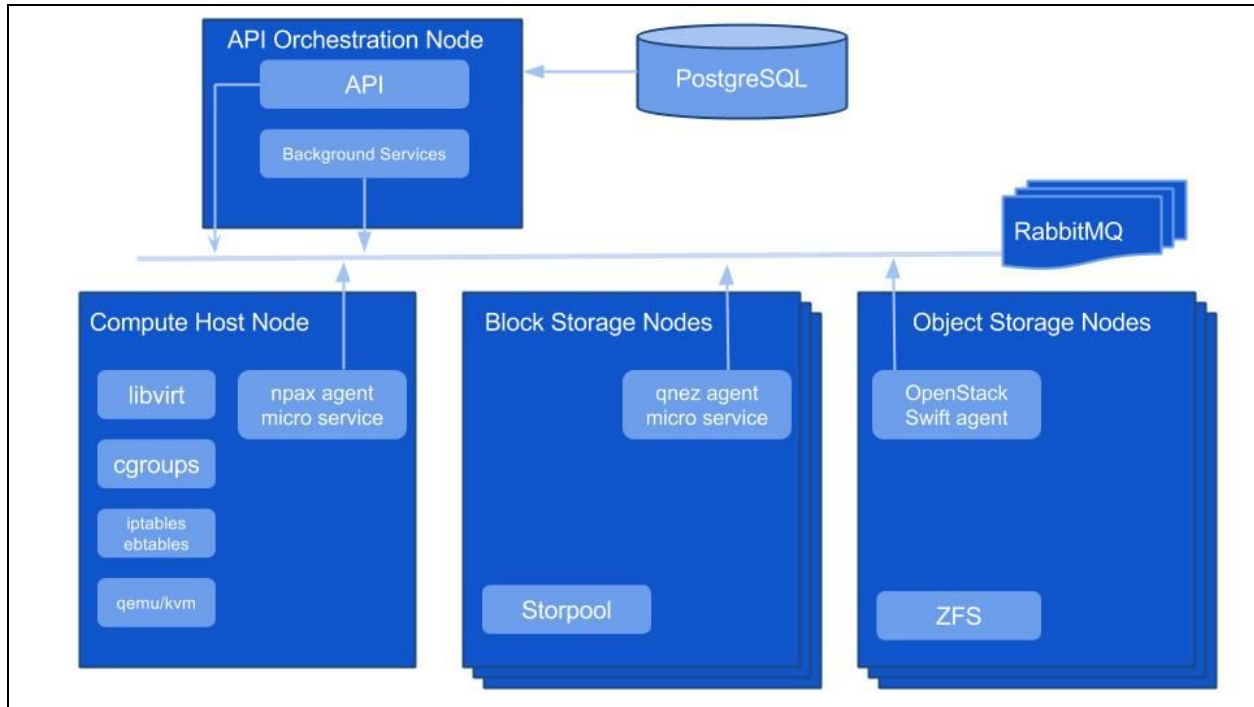 API Orchestration Node
API
Background Services
PostgreSQL
RabbitMQ
Compute Host Node
libvirt
cgroups
iptables
ebtables
qemu/kvm
npax agent
micro service
Block Storage Nodes
qnez agent
micro service
Storpool
Object Storage Nodes
OpenStack
Swift agent
ZFS